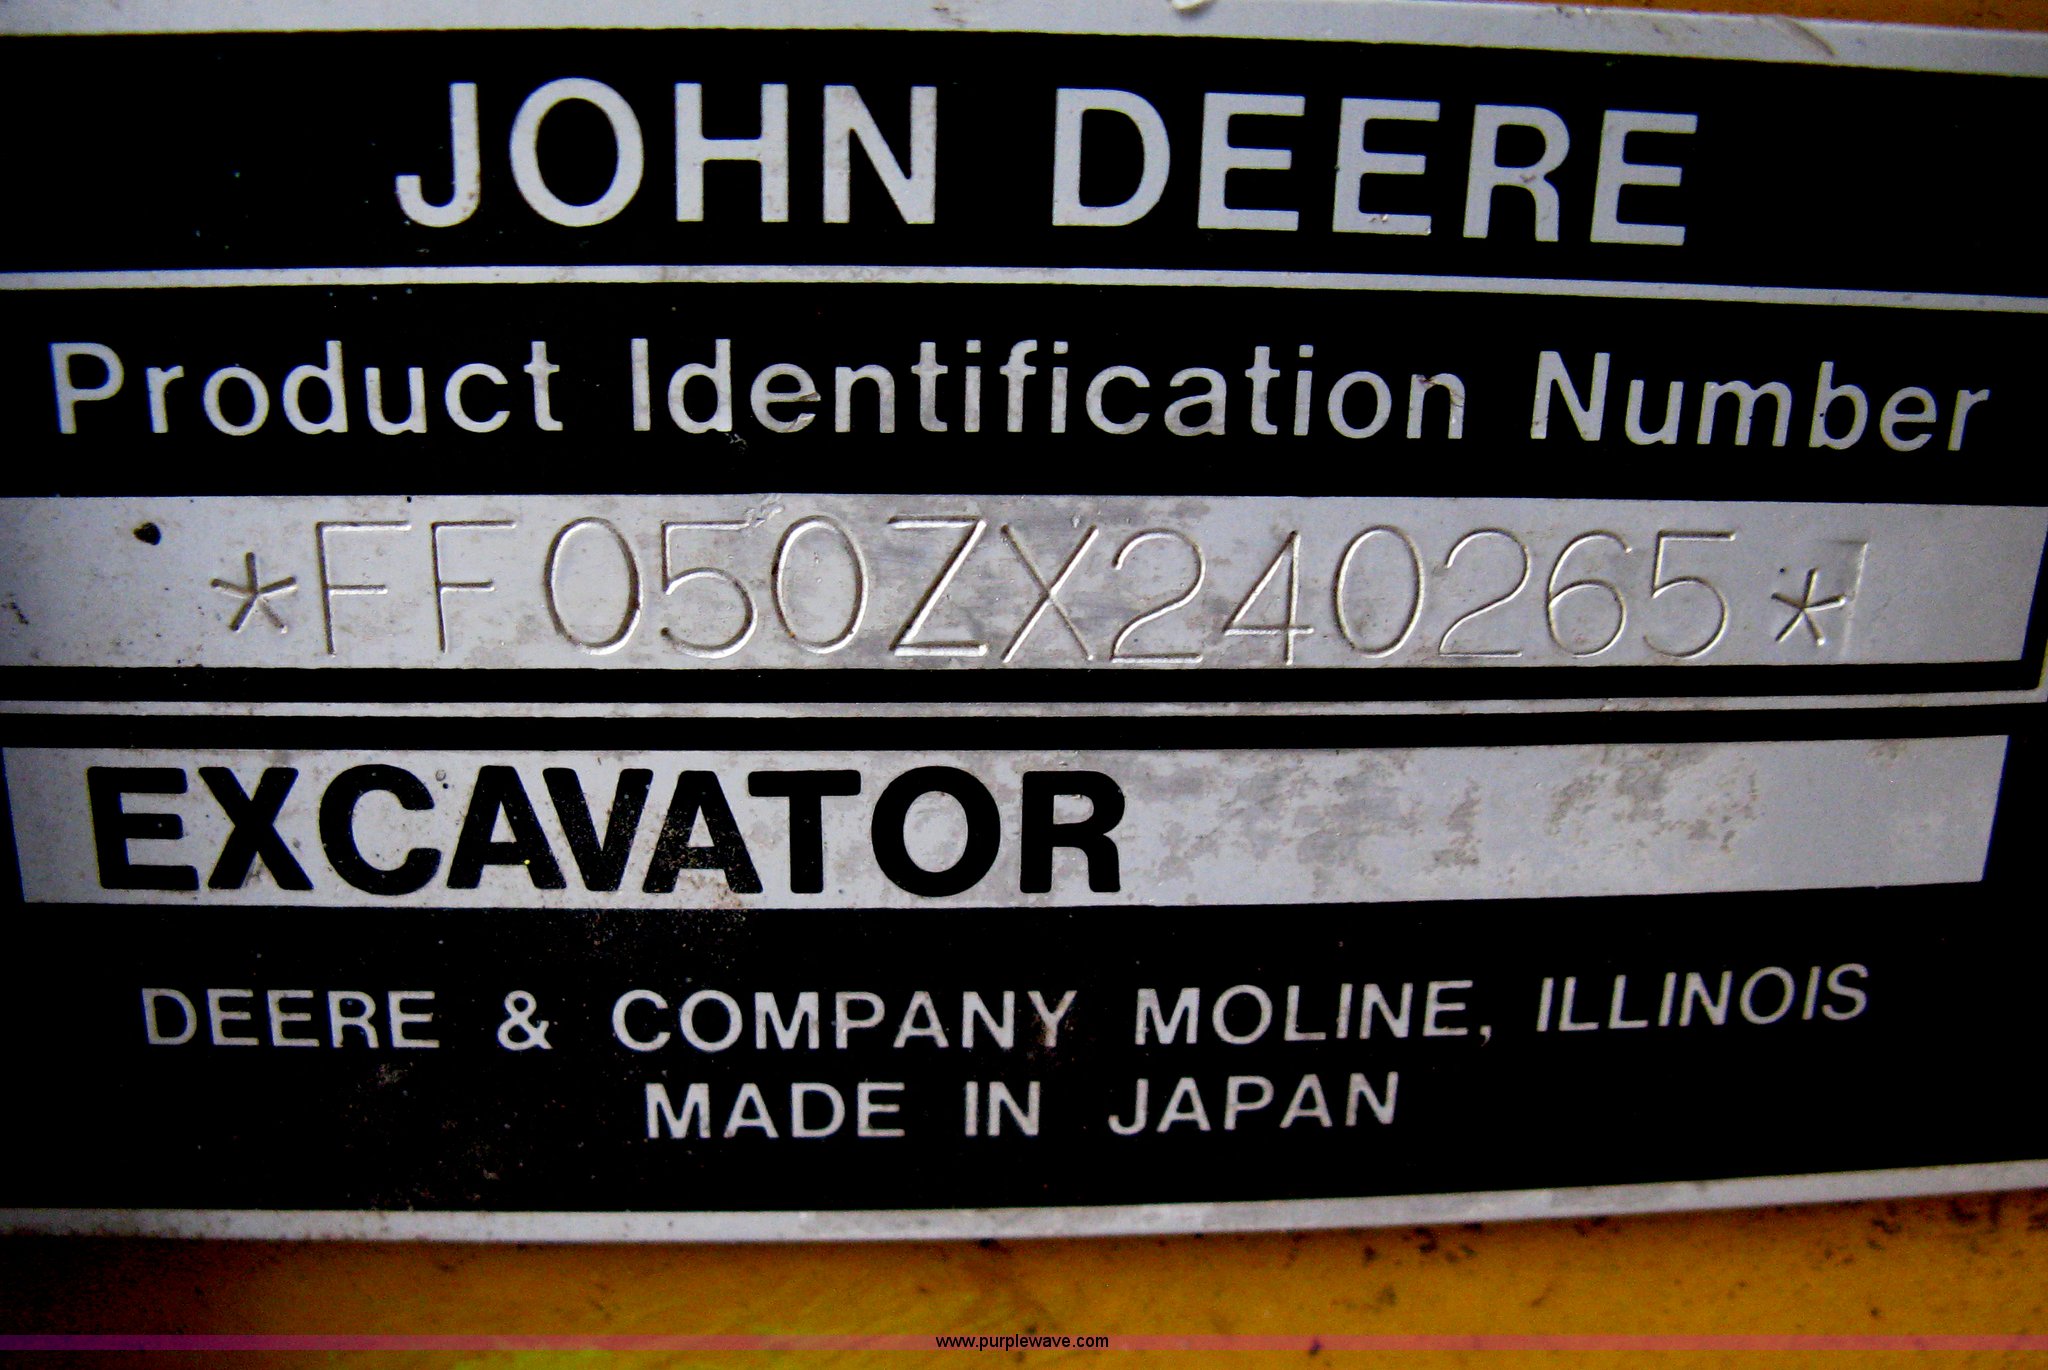 JOHN DEERE
Product Identification Number
*FF050ZX240265*
EXCAVATOR
DEERE & COMPANY MOLINE, ILLINOIS
MADE IN JAPAN
www.purplewave.com